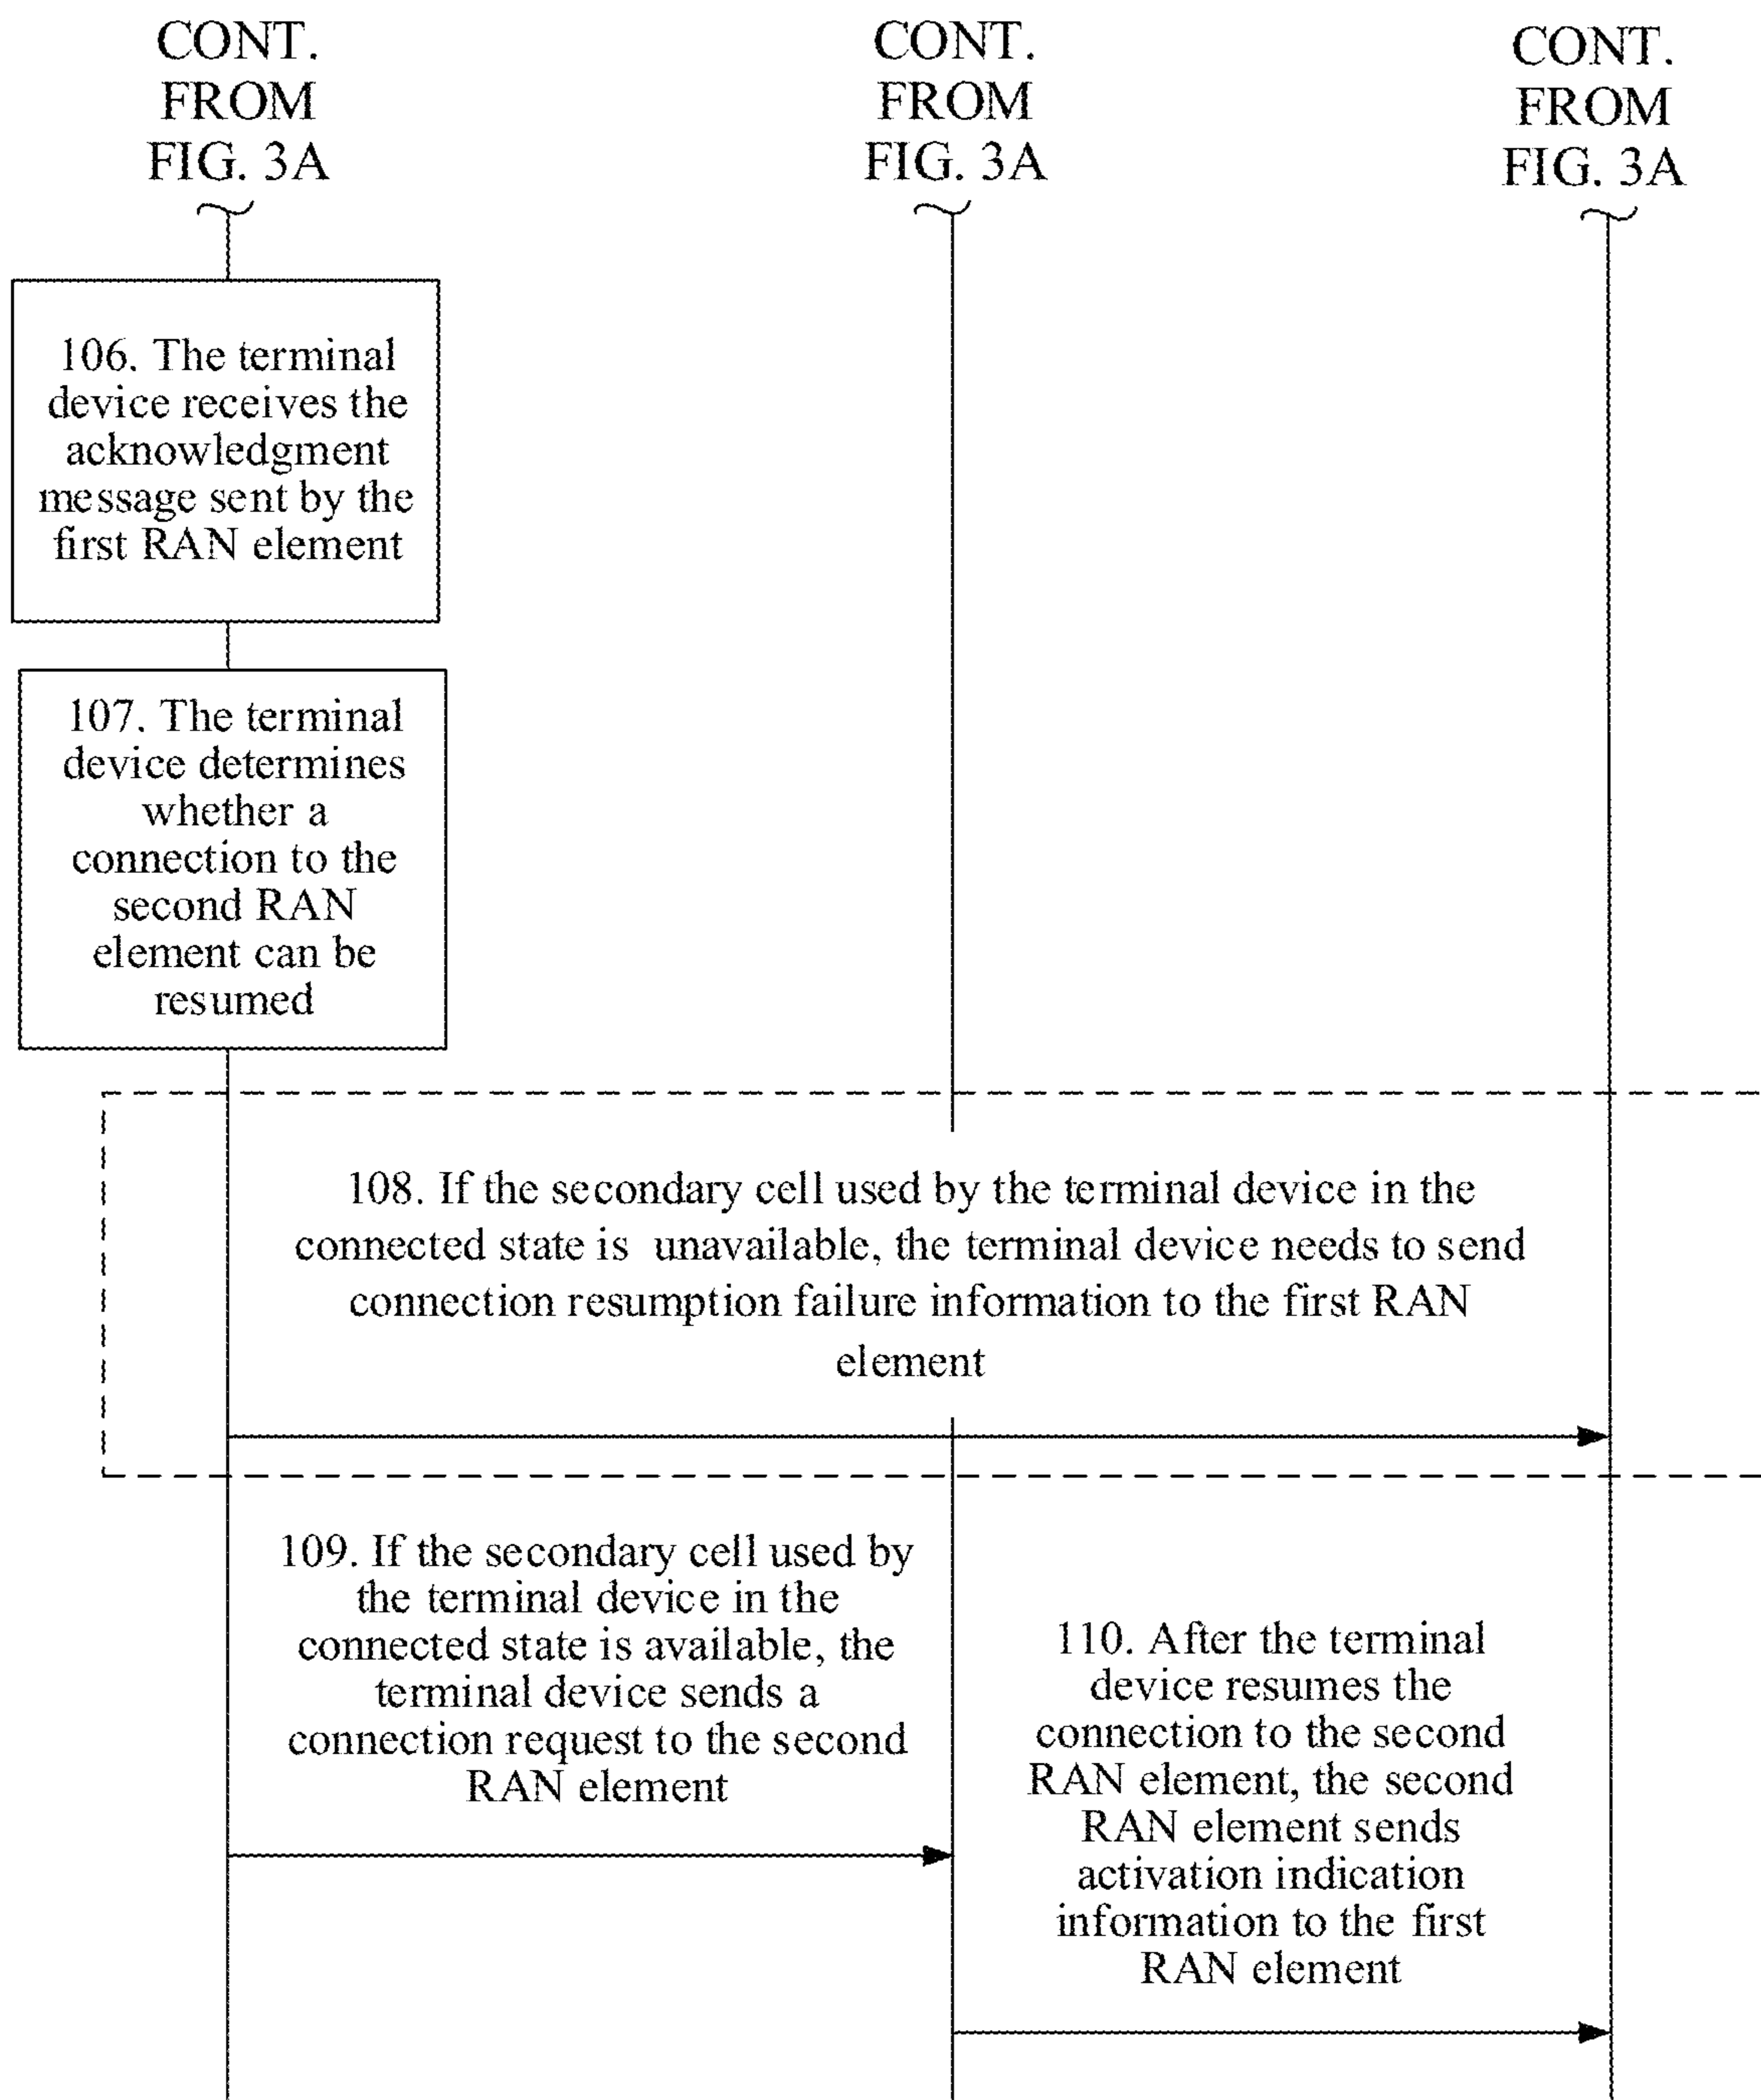 CONT.
FROM
FIG. 3A
CONT.
FROM
FIG. 3A
CONT.
FROM
FIG. 3A
106. The terminal
device receives the
acknowledgment
message sent by the
first RAN element
107. The terminal
device determines
whether a
connection to the
second RAN
element can be
resumed
108. If the secondary cell used by the terminal device in the
connected state is unavailable, the terminal device needs to send
connection resumption failure information to the first RAN
element
109. If the secondary cell used by
the terminal device in the
connected state is available, the
terminal device sends a
connection request to the second
RAN element
110. After the terminal
device resumes the
connection to the second
RAN element, the second
RAN element sends
activation indication
information to the first
RAN element